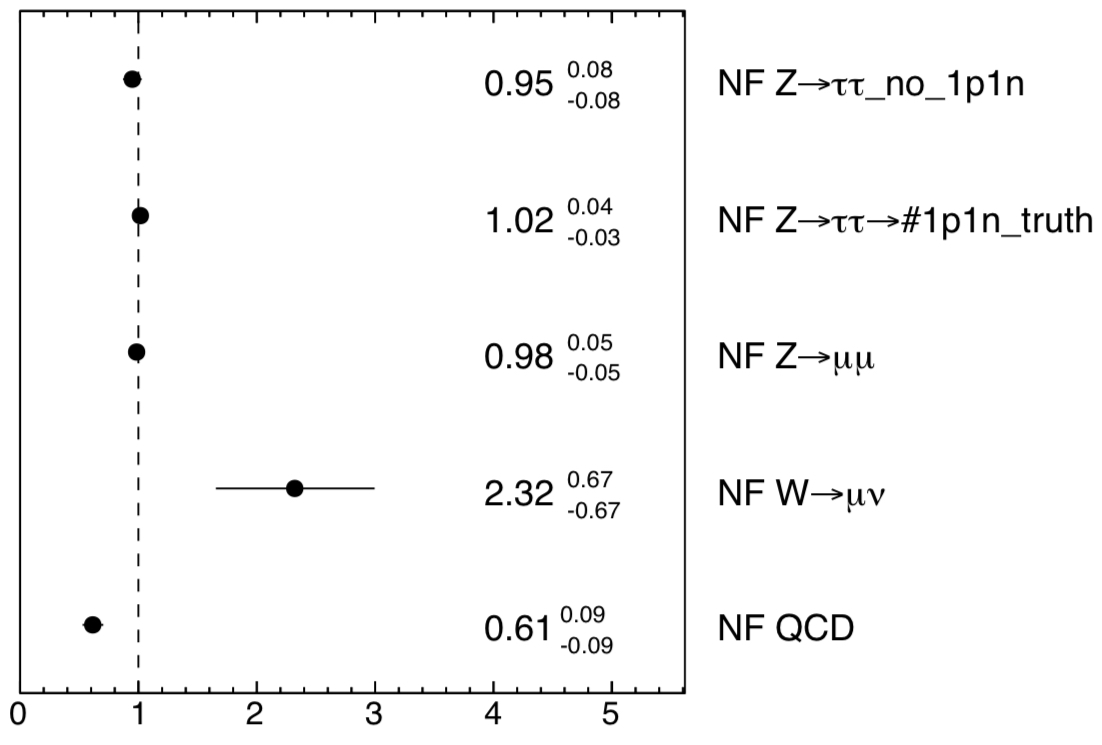 0.95 0.08 -0.08 NF Z→ττ_no_1p1n
1.02 0.04 -0.03 NF Z→ττ→#1p1n_truth
0.98 0.05 -0.05 NF Z→μμ
2.32 0.67 -0.67 NF W→μν
0.61 0.09 -0.09 NF QCD
0 1 2 3 4 5